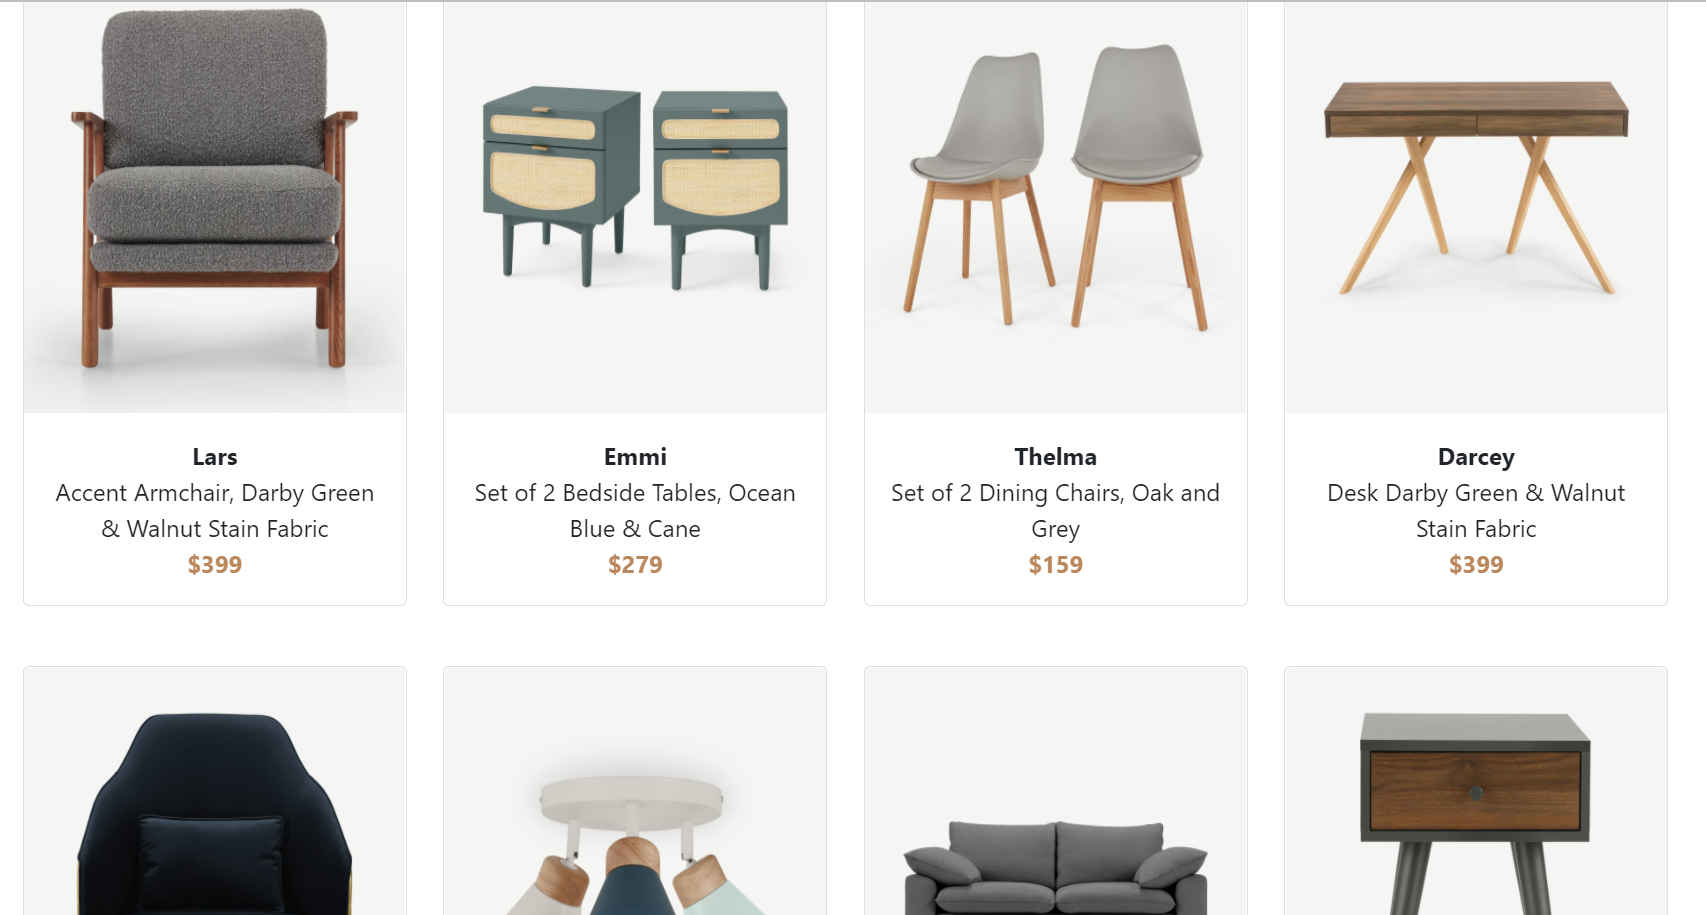 Lars
Accent Armchair, Darby Green
& Walnut Stain Fabric
$399
Emmi
Set of 2 Bedside Tables, Ocean
Blue & Cane
$279
Thelma
Set of 2 Dining Chairs, Oak and
Grey
$159
Darcey
Desk Darby Green & Walnut
Stain Fabric
$399